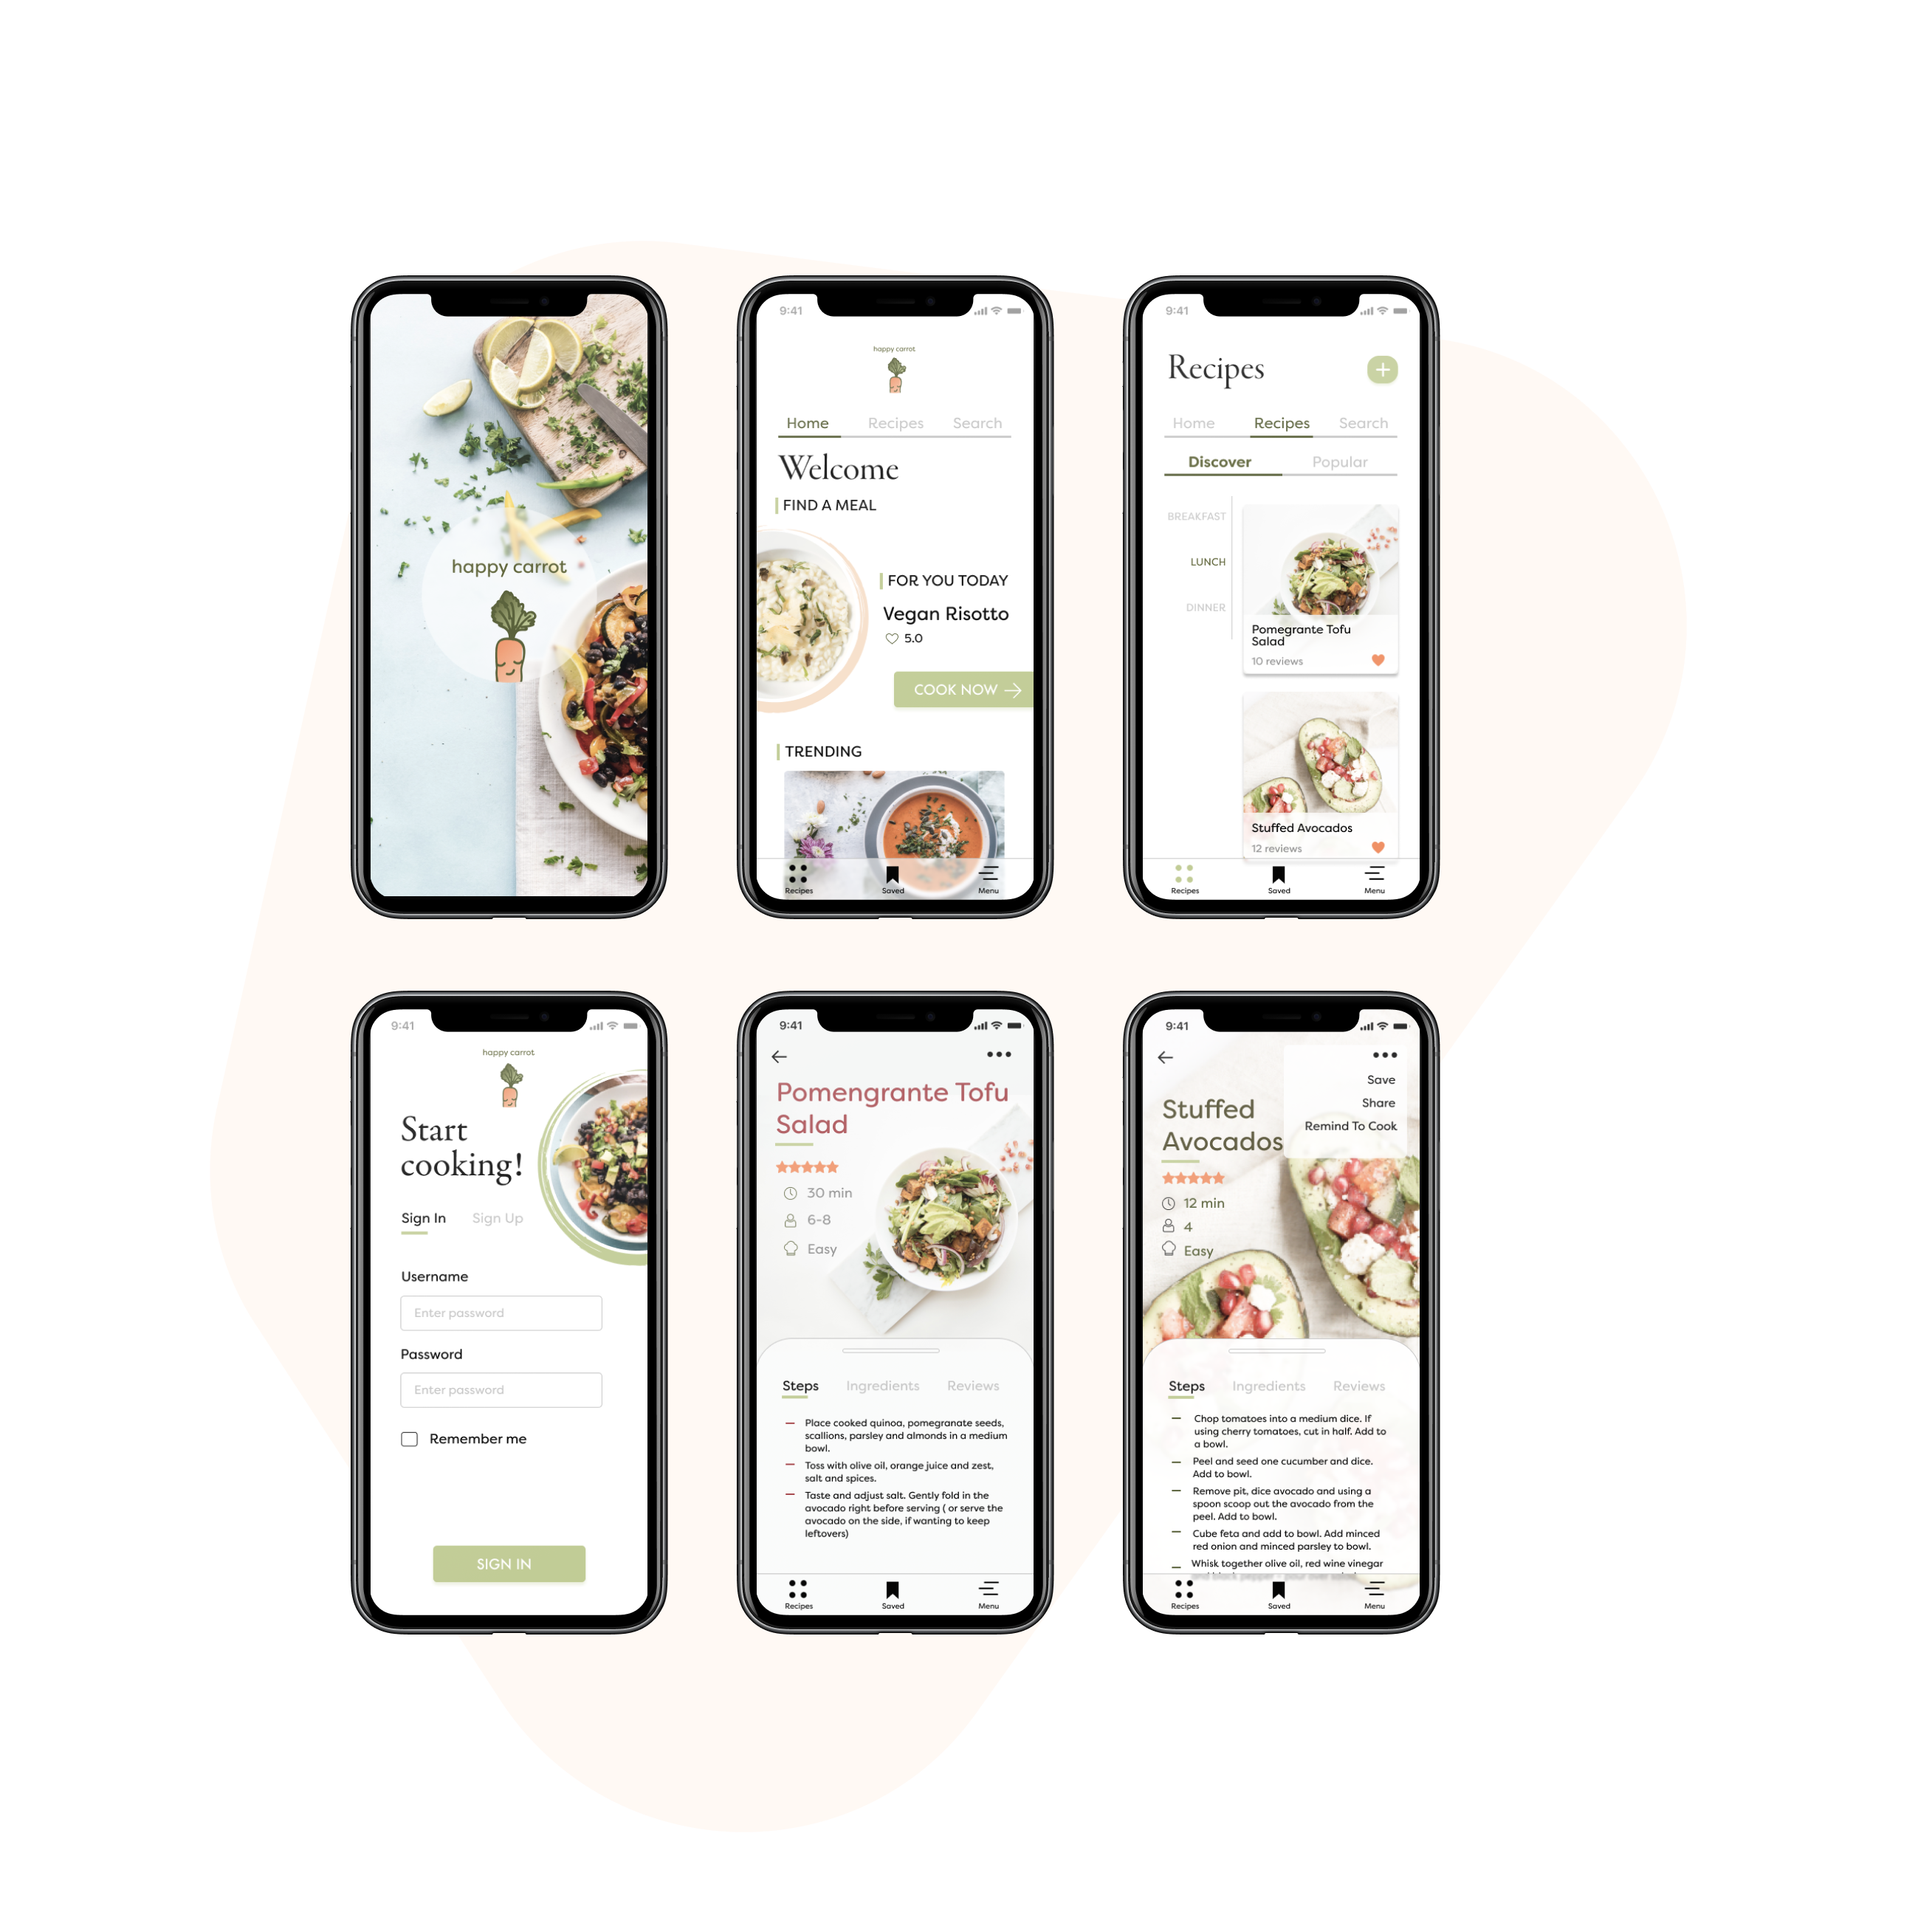 happy carrot
9:41
happy carrot
Home Recipes Search
Welcome
FIND A MEAL
FOR YOU TODAY
Vegan Risotto
5.0
COOK NOW
TRENDING
Recipes Saved Menu
9:41
Recipes
Home Recipes Search
Discover Popular
BREAKFAST
LUNCH
DINNER
Pomegrante Tofu
Salad
10 reviews
Stuffed Avocados
12 reviews
Recipes Saved Menu
9:41
happy carrot
Start
cooking!
Sign In Sign Up
Username
Enter password
Password
Enter password
Remember me
SIGN IN
9:41
Pomengrante Tofu
Salad
30 min
6-8
Easy
Steps Ingredients Reviews
Place cooked quinoa, pomegranate seeds,
scallions, parsley and almonds in a medium
bowl.
Toss with olive oil, orange juice and zest,
salt and spices.
Taste and adjust salt. Gently fold in the
avocado right before serving ( or serve the
avocado on the side, if wanting to keep
leftovers)
Recipes Saved Menu
9:41
Save
Share
Remind To Cook
Stuffed
Avocados
12 min
4
Easy
Steps Ingredients Reviews
Chop tomatoes into a medium dice. If
using cherry tomatoes, cut in half. Add to
a bowl.
Peel and seed one cucumber and dice.
Add to bowl.
Remove pit, dice avocado and using a
spoon scoop out the avocado from the
peel. Add to bowl.
Cube feta and add to bowl. Add minced
red onion and minced parsley to bowl.
Whisk together olive oil, red wine vinegar
Recipes Saved Menu